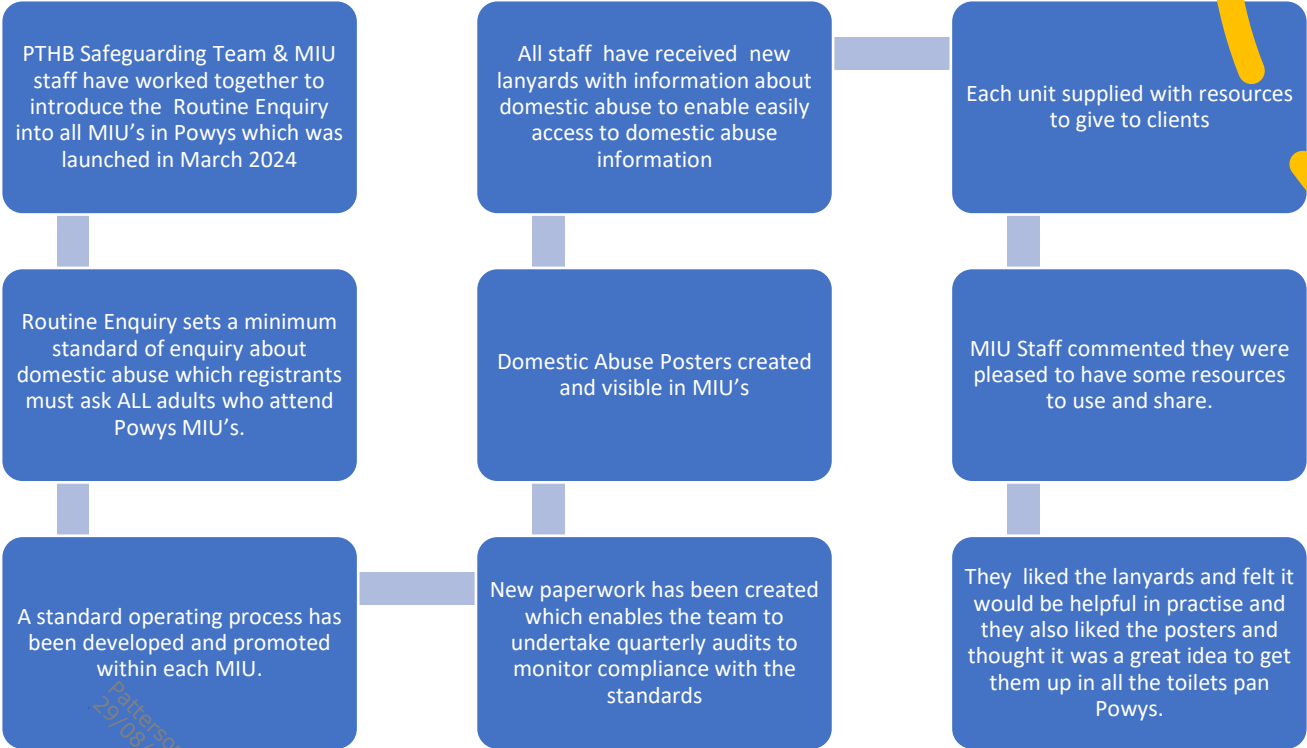 PTHB Safeguarding Team & MIU
staff have worked together to
introduce the Routine Enquiry
into all MIU's in Powys which was
launched in March 2024
Routine Enquiry sets a minimum
standard of enquiry about
domestic abuse which registrants
must ask ALL adults who attend
Powys MIU's.
A standard operating process has
been developed and promoted
within each MIU.
New paperwork has been created
which enables the team to
undertake quarterly audits to
monitor compliance with the
standards
Domestic Abuse Posters created
and visible in MIU's
All staff have received new
lanyards with information about
domestic abuse to enable easily
access to domestic abuse
information
Each unit supplied with resources
to give to clients
MIU Staff commented they were
pleased to have some resources
to use and share.
They liked the lanyards and felt it
would be helpful in practise and
they also liked the posters and
thought it was a great idea to get
them up in all the toilets pan
Powys.
29/08/